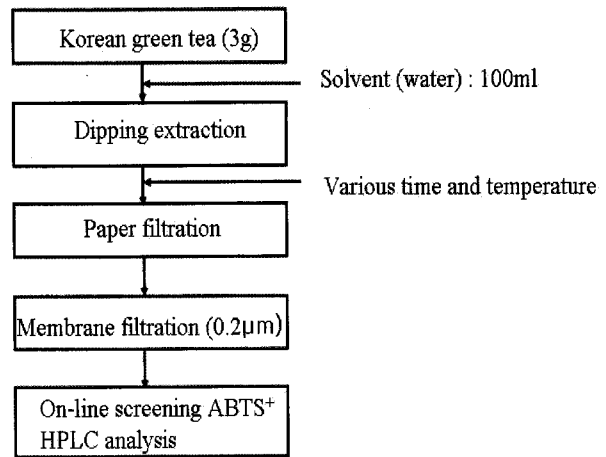 Korean green tea (3g)
Solvent (water) : 100ml
Dipping extraction
Various time and temperature
Paper filtration
Membrane filtration (0.2μm)
On-line screening ABTS⁺
HPLC analysis